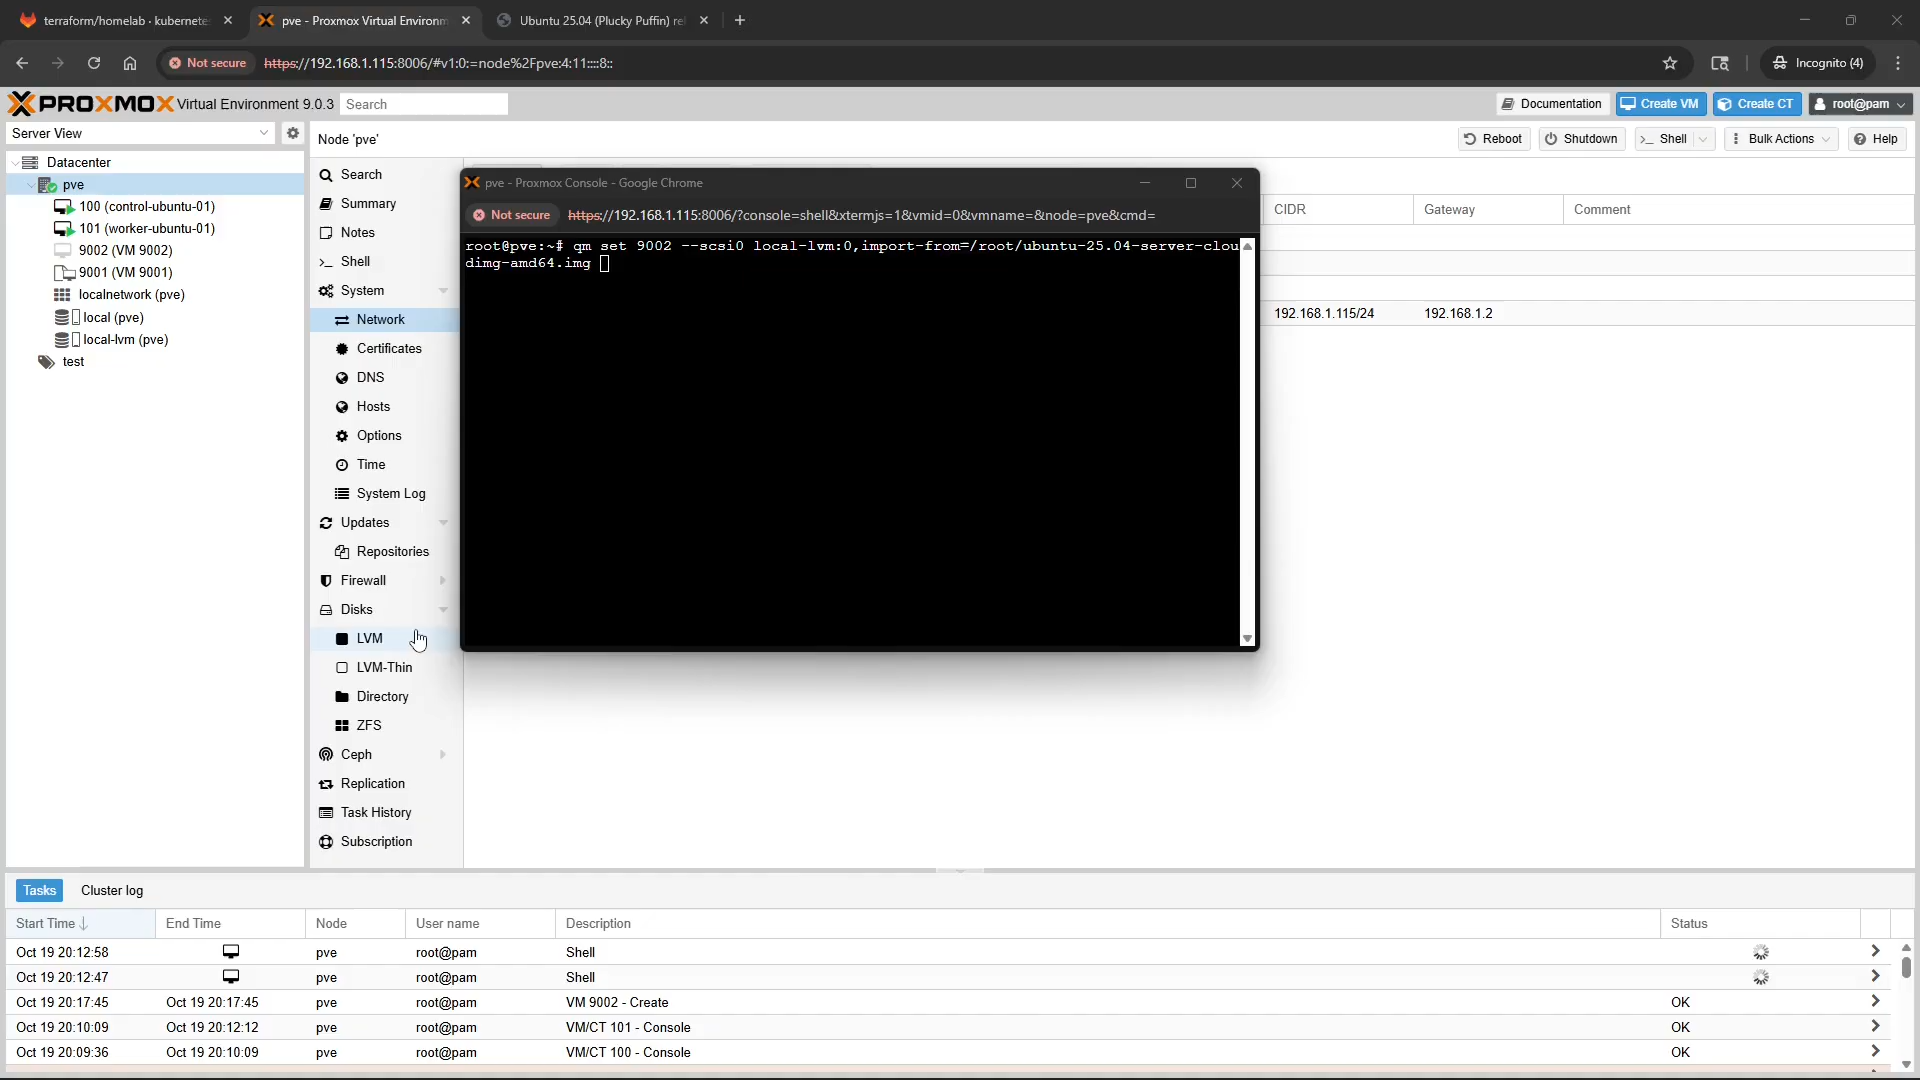 terraform/homelab · kubernete
pve - Proxmox Virtual Environm
Ubuntu 25.04 (Plucky Puffin) re
Not secure
https://192.168.1.115:8006/#v1:0:=node%2Fpve:4:11::::8::
Incognito (4)
PROXMOX Virtual Environment 9.0.3
Search
Documentation
Create VM
Create CT
root@pam
Server View
Node 'pve'
Reboot
Shutdown
Shell
Bulk Actions
Help
Datacenter
pve
100 (control-ubuntu-01)
101 (worker-ubuntu-01)
9002 (VM 9002)
9001 (VM 9001)
localnetwork (pve)
local (pve)
local-lvm (pve)
test
Search
Summary
Notes
Shell
System
Network
Certificates
DNS
Hosts
Options
Time
System Log
Updates
Repositories
Firewall
Disks
LVM
LVM-Thin
Directory
ZFS
Ceph
Replication
Task History
Subscription
pve - Proxmox Console - Google Chrome
Not secure
https://192.168.1.115:8006/?console=shell&xtermjs=1&vmid=0&vmname=&node=pve&cmd=
root@pve:~# qm set 9002 --scsi0 local-lvm:0,import-from=/root/ubuntu-25.04-server-clou
dimg-amd64.img
CIDR
Gateway
Comment
192.168.1.115/24
192.168.1.2
Tasks
Cluster log
Start Time
End Time
Node
User name
Description
Status
Oct 19 20:12:58 pve root@pam Shell
Oct 19 20:12:47 pve root@pam Shell
Oct 19 20:17:45 Oct 19 20:17:45 pve root@pam VM 9002 - Create OK
Oct 19 20:10:09 Oct 19 20:12:12 pve root@pam VM/CT 101 - Console OK
Oct 19 20:09:36 Oct 19 20:10:09 pve root@pam VM/CT 100 - Console OK